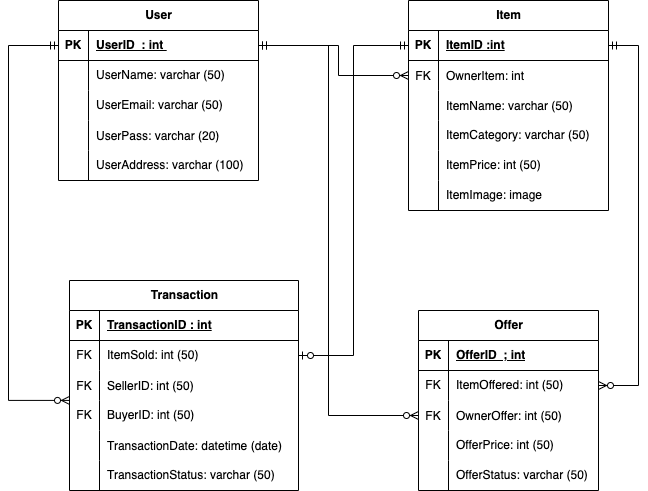 User
PK UserID : int
UserName: varchar (50)
UserEmail: varchar (50)
UserPass: varchar (20)
UserAddress: varchar (100)
Item
PK ItemID :int
FK OwnerItem: int
ItemName: varchar (50)
ItemCategory: varchar (50)
ItemPrice: int (50)
ItemImage: image
Transaction
PK TransactionID : int
FK ItemSold: int (50)
FK SellerID: int (50)
FK BuyerID: int (50)
TransactionDate: datetime (date)
TransactionStatus: varchar (50)
Offer
PK OfferID ; int
FK ItemOffered: int (50)
FK OwnerOffer: int (50)
OfferPrice: int (50)
OfferStatus: varchar (50)